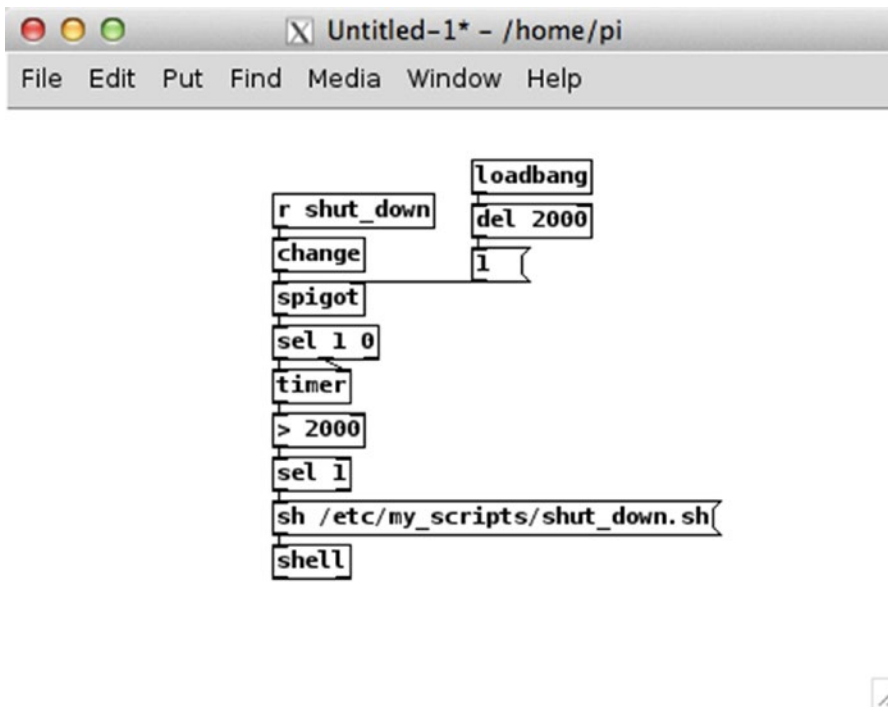 X Untitled-1* - /home/pi
File Edit Put Find Media Window Help
loadbang
r shut_down
del 2000
change
1
spigot
sel 1 0
timer
> 2000
sel 1
sh /etc/my_scripts/shut_down.sh
shell